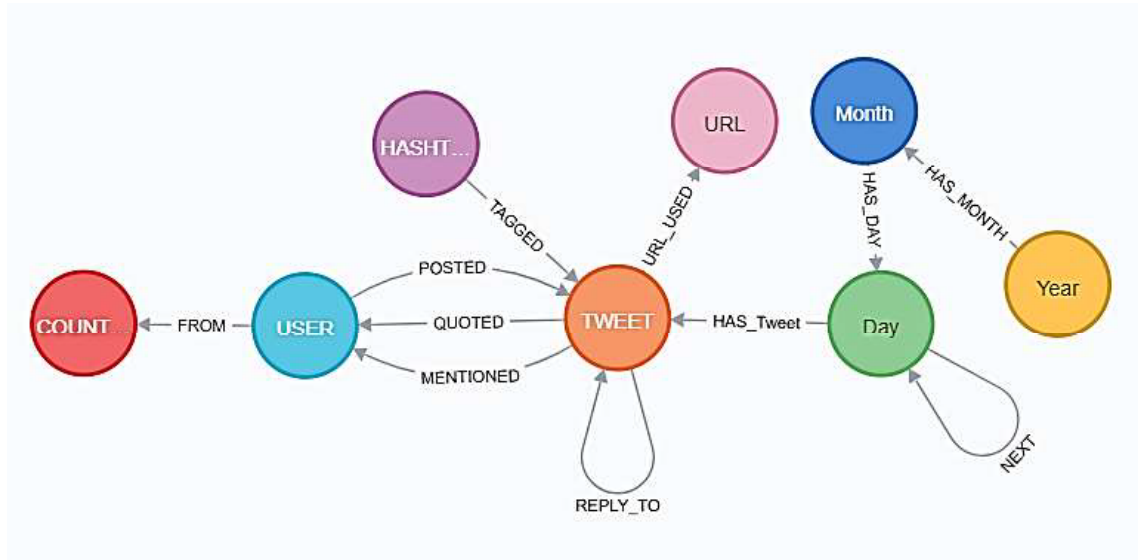 HASHT...
URL
Month
TAGGED
URL_USED
HAS_DAY
HAS_MONTH
COUNT...
FROM
USER
POSTED
QUOTED
MENTIONED
TWEET
HAS_Tweet
Day
Year
REPLY_TO
NEXT